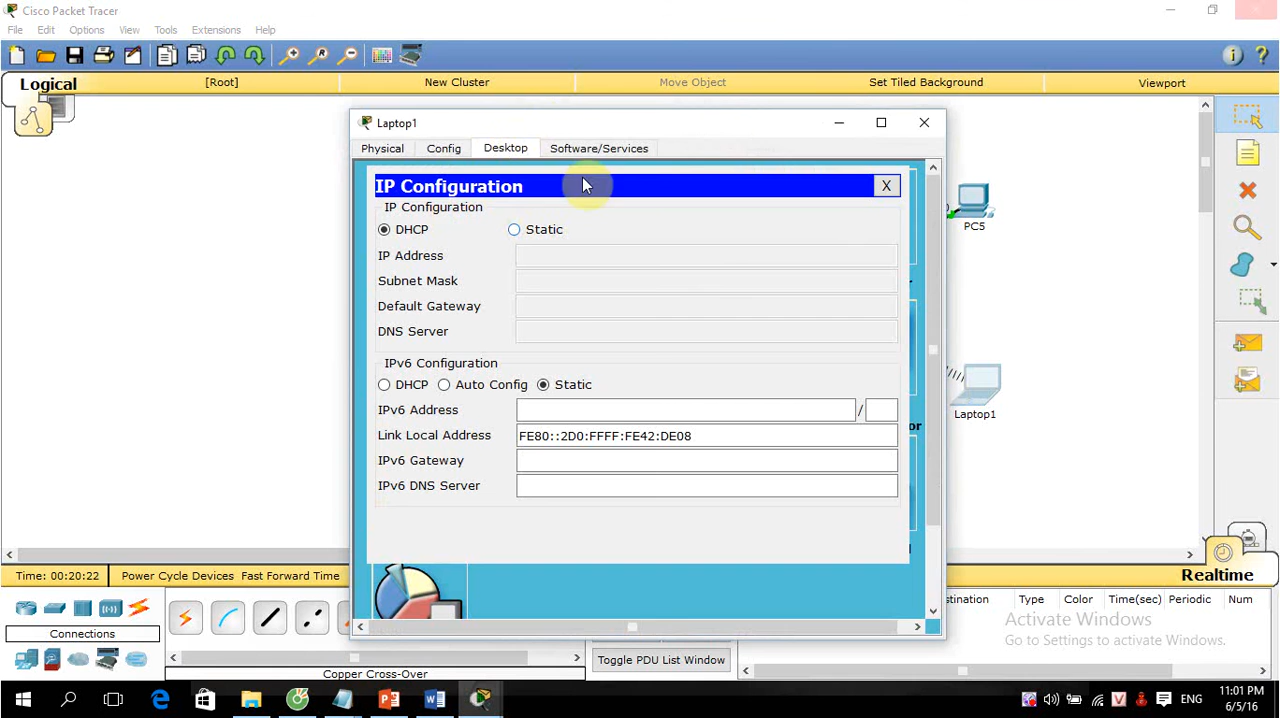 Cisco Packet Tracer
File Edit Options View Tools Extensions Help
Logical [Root] New Cluster Move Object Set Tiled Background Viewport
Laptop1
Physical Config Desktop Software/Services
IP Configuration X
IP Configuration
DHCP Static
IP Address
Subnet Mask
Default Gateway
DNS Server
IPv6 Configuration
DHCP Auto Config Static
IPv6 Address /
Link Local Address FE80::2D0:FFFF:FE42:DE08
IPv6 Gateway
IPv6 DNS Server
PC5
Laptop1
or
Time: 00:20:22 Power Cycle Devices Fast Forward Time
Realtime
Connections
Copper Cross-Over
Toggle PDU List Window
stination Type Color Time(sec) Periodic Num
Activate Windows
Go to Settings to activate Windows.
ENG
11:01 PM
6/5/16